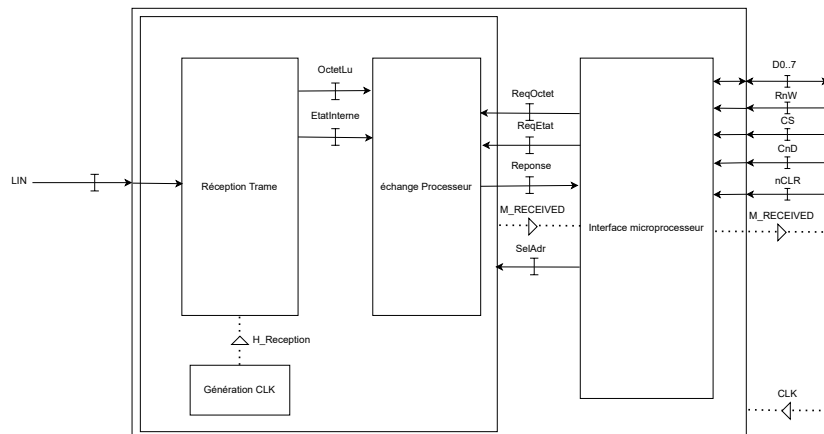 D0..7
OctetLu
RnW
ReqOctet
EtatInterne
CS
ReqEtat
CnD
Reponse
nCLR
LIN
Réception Trame
échange Processeur
M_RECEIVED
Interface microprocesseur
M_RECEIVED
SelAdr
H_Reception
Génération CLK
CLK